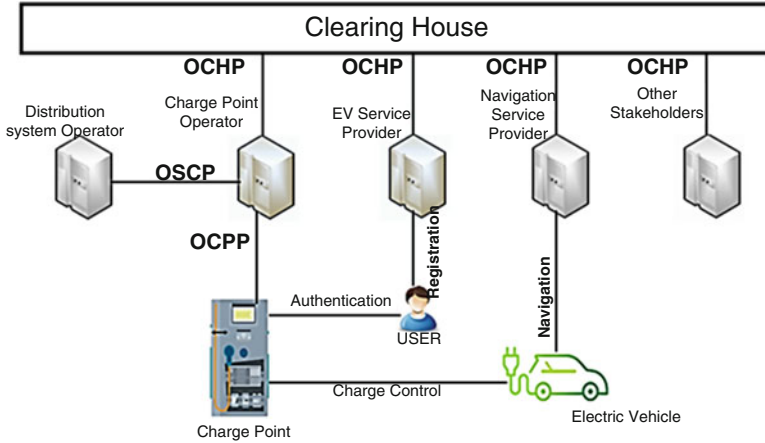 Clearing House
OCHP
OCHP
OCHP
OCHP
Distribution
system Operator
Charge Point
Operator
EV Service
Provider
Navigation
Service
Provider
Other
Stakeholders
OSCP
OCPP
Registration
Navigation
Authentication
USER
Charge Control
Electric Vehicle
Charge Point